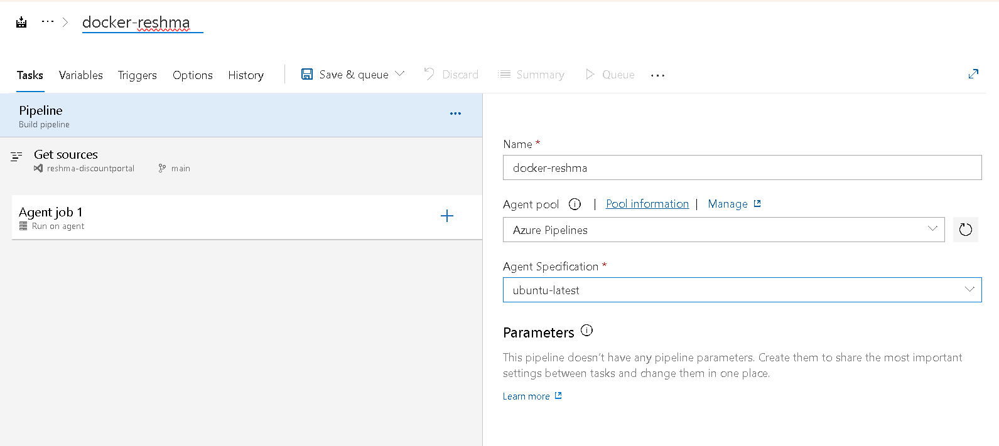 ··· > docker-reshma
Tasks Variables Triggers Options History Save & queue Discard Summary Queue ···
Pipeline ···
Build pipeline
Get sources
reshma-discountportal main
Agent job 1 +
Run on agent
Name *
docker-reshma
Agent pool | Pool information | Manage
Azure Pipelines
Agent Specification *
ubuntu-latest
Parameters
This pipeline doesn't have any pipeline parameters. Create them to share the most important
settings between tasks and change them in one place.
Learn more